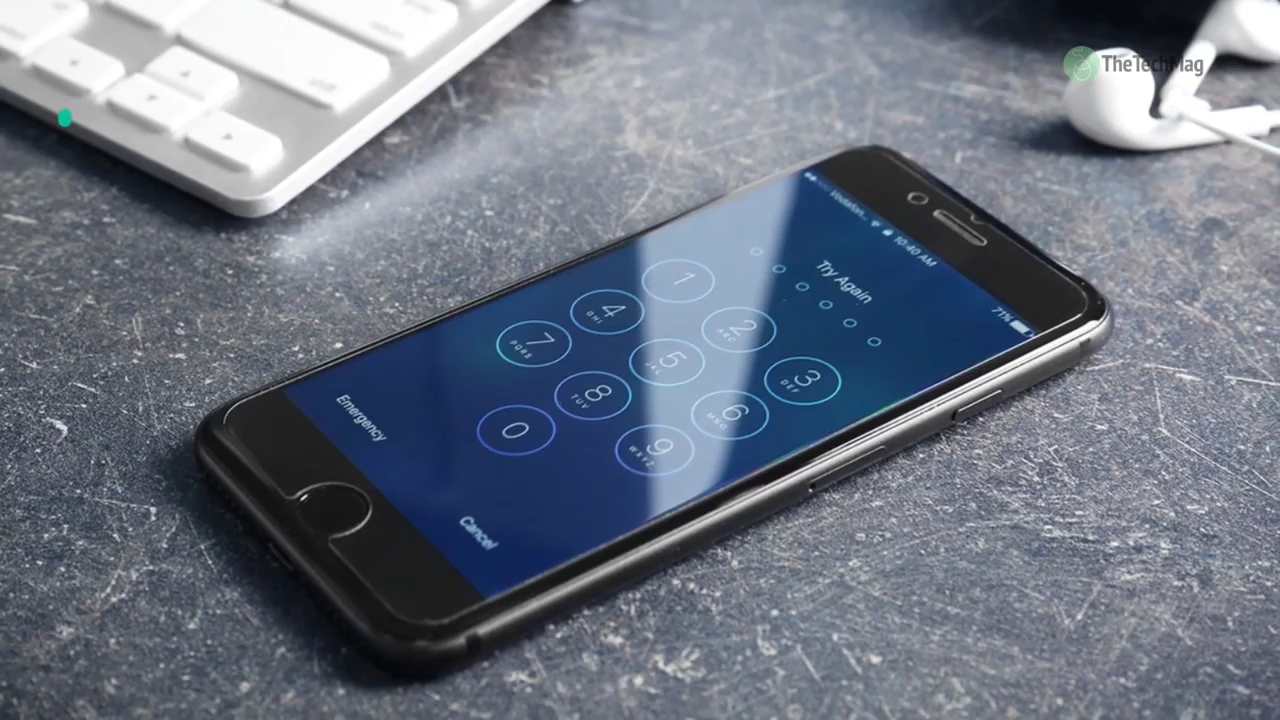 TheTechMag
Vodafon... 10:40 AM 71%
Try Again
1
2 ABC
3 DEF
4 GHI
5 JKL
6 MNO
7 PQRS
8 TUV
9 WXYZ
0
Emergency
Cancel